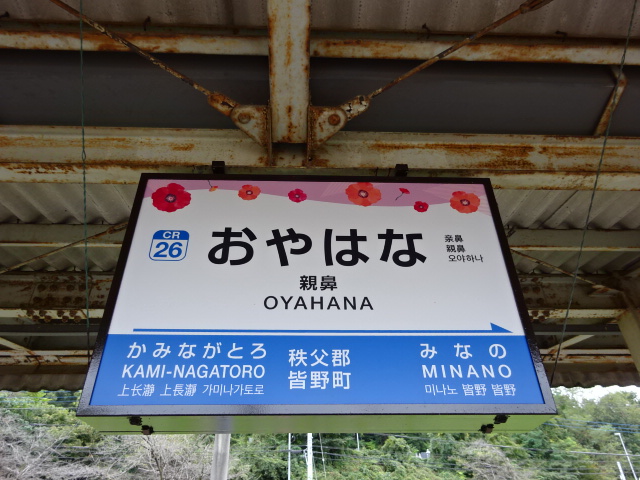 CR
26
おやはな
亲鼻
親鼻
오야하나
親鼻
OYAHANA
かみながとろ
KAMI-NAGATORO
上长瀞 上長瀞 가미나가토로
秩父郡
皆野町
みなの
MINANO
미나노 皆野 皆野